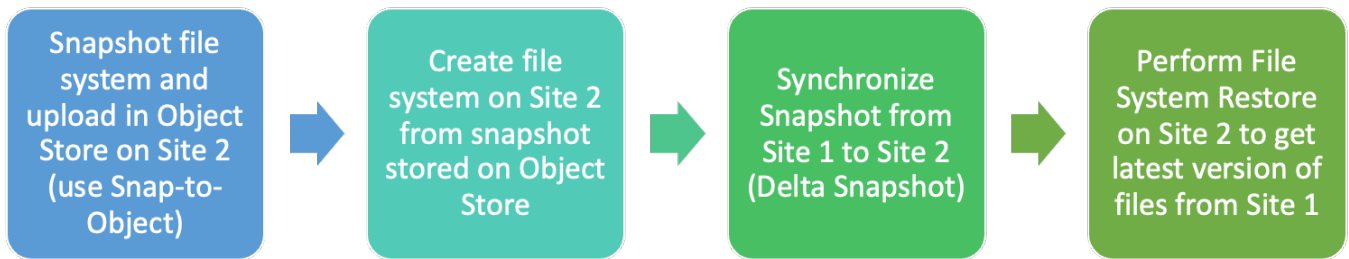 Snapshot file
system and
upload in Object
Store on Site 2
(use Snap-to-
Object)
Create file
system on Site 2
from snapshot
stored on Object
Store
Synchronize
Snapshot from
Site 1 to Site 2
(Delta Snapshot)
Perform File
System Restore
on Site 2 to get
latest version of
files from Site 1